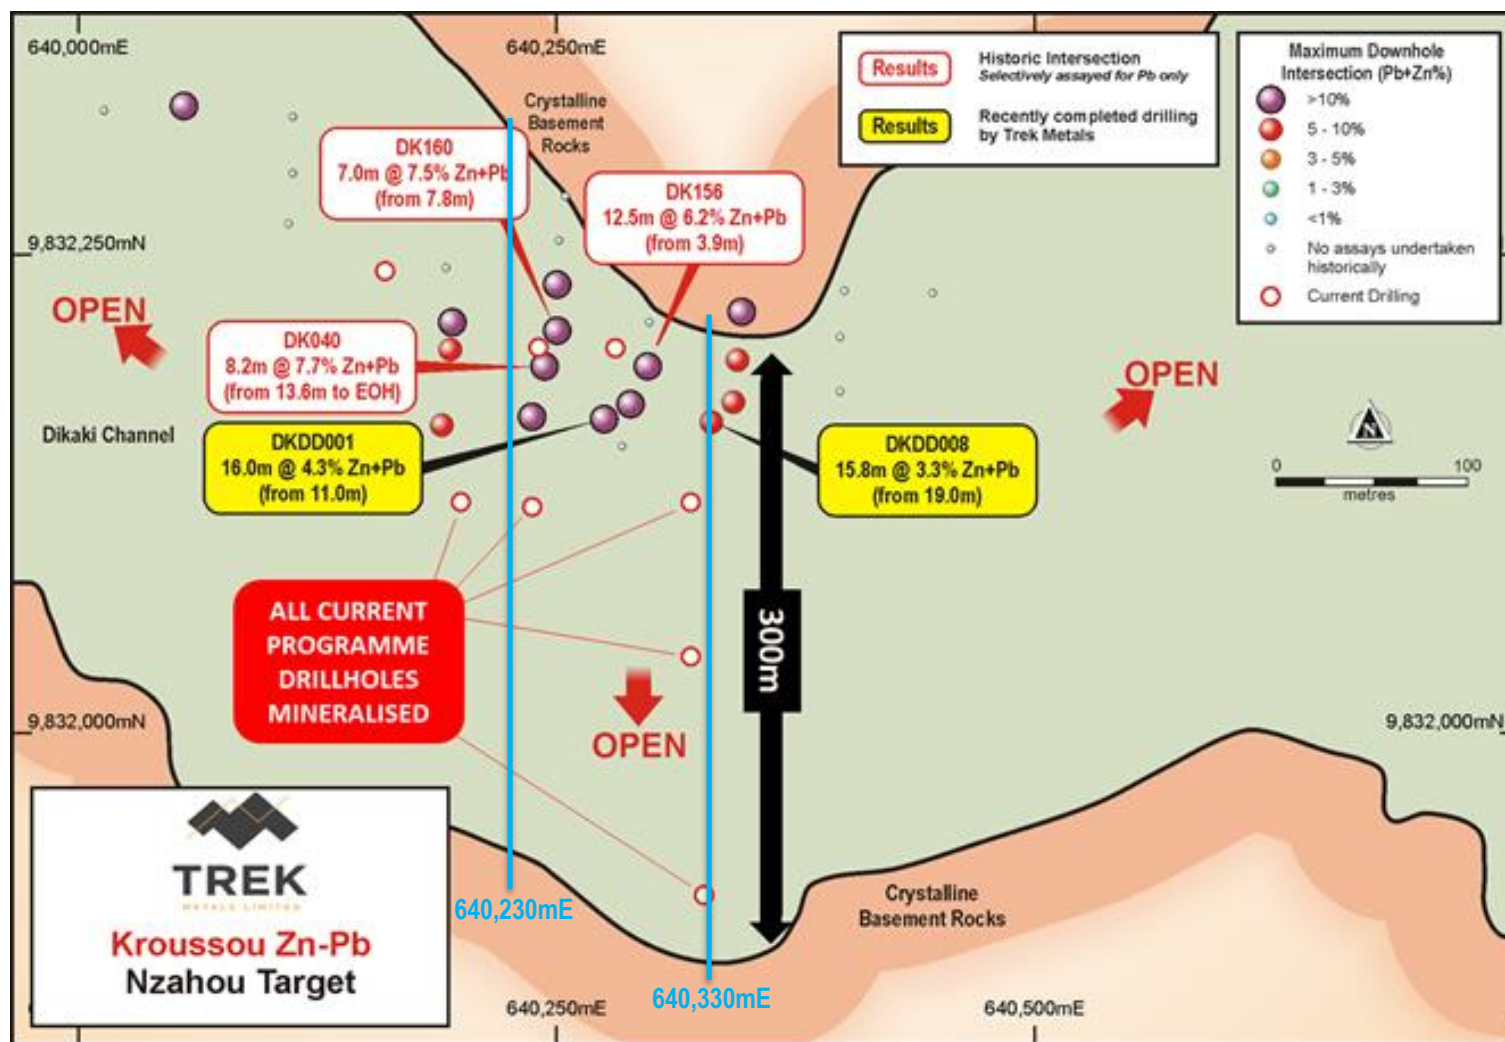 640,000mE
640,250mE
Crystalline
Basement
Rocks
Results
Historic Intersection
Selectively assayed for Pb only
Results
Recently completed drilling
by Trek Metals
Maximum Downhole
Intersection (Pb+Zn%)
>10%
5 - 10%
3 - 5%
1 - 3%
<1%
No assays undertaken
historically
Current Drilling
DK160
7.0m @ 7.5% Zn+Pb
(from 7.8m)
DK156
12.5m @ 6.2% Zn+Pb
(from 3.9m)
9,832,250mN
OPEN
DK040
8.2m @ 7.7% Zn+Pb
(from 13.6m to EOH)
OPEN
Dikaki Channel
DKDD001
16.0m @ 4.3% Zn+Pb
(from 11.0m)
DKDD008
15.8m @ 3.3% Zn+Pb
(from 19.0m)
N
0 100
metres
ALL CURRENT
PROGRAMME
DRILLHOLES
MINERALISED
300m
OPEN
9,832,000mN
9,832,000mN
TREK
METALS LIMITED
Kroussou Zn-Pb
Nzahou Target
640,230mE
Crystalline
Basement Rocks
640,330mE
640,250mE
640,500mE